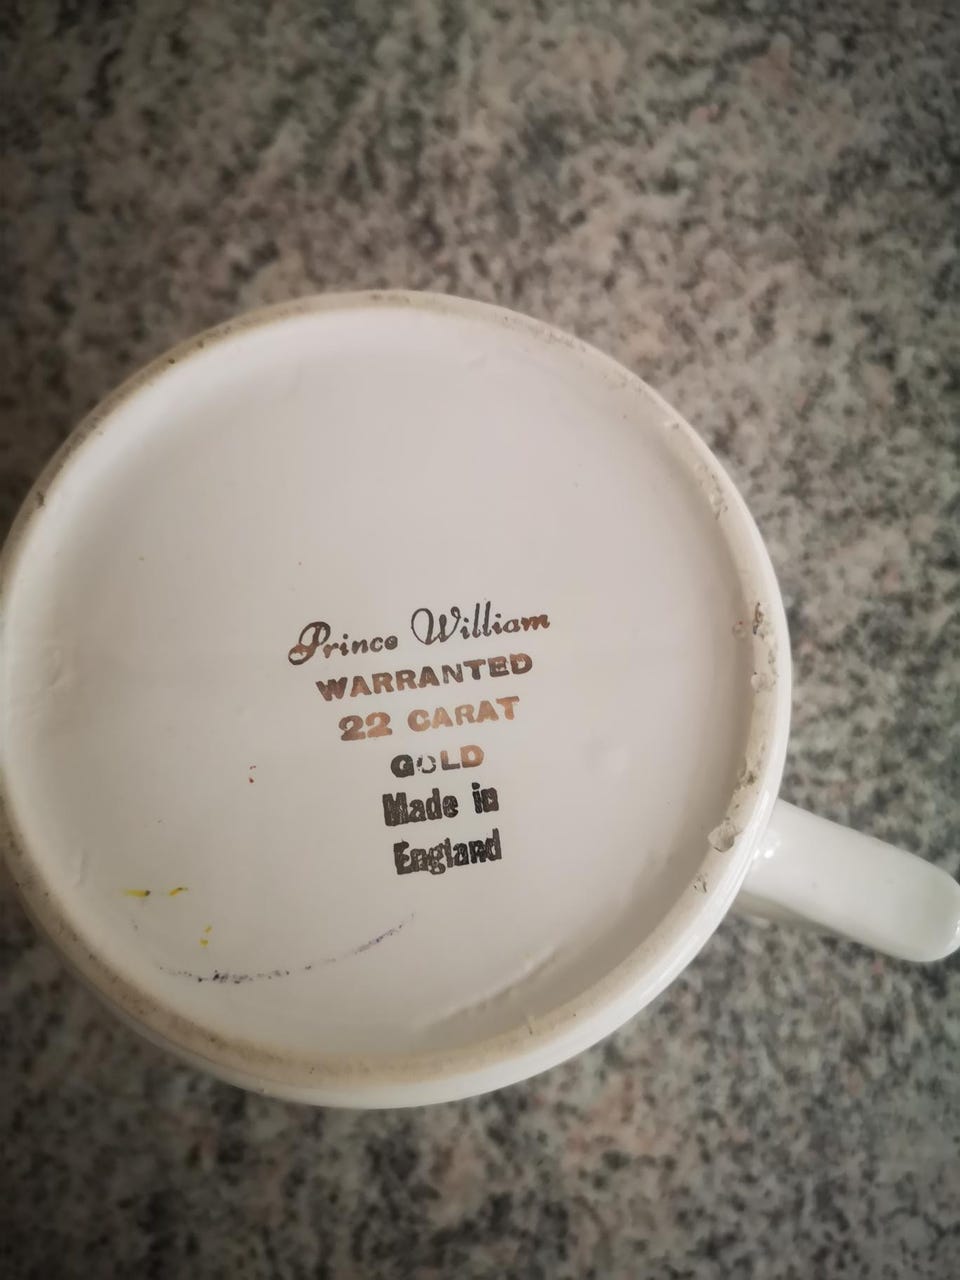 Prince William
WARRANTED
22 CARAT
GOLD
Made in
England